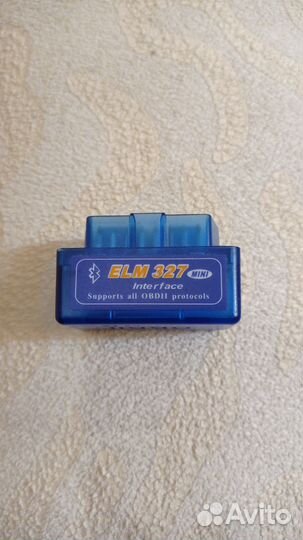 ELM 327 MINI
Interface
Supports all OBDII protocols
Avito